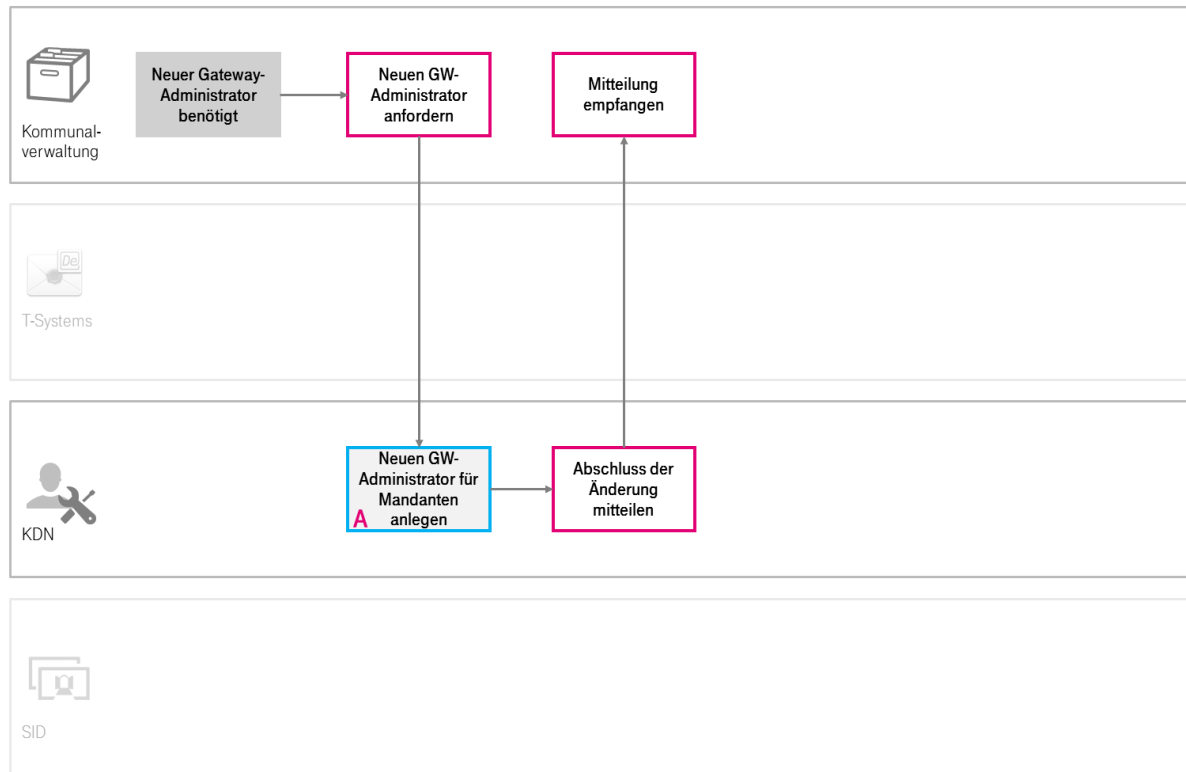 Neuer Gateway-
Administrator
benötigt
Neuen GW-
Administrator
anfordern
Mitteilung
empfangen
Kommunal-
verwaltung
De
T-Systems
Neuen GW-
Administrator für
Mandanten
anlegen
A
Abschluss der
Änderung
mitteilen
KDN
SID